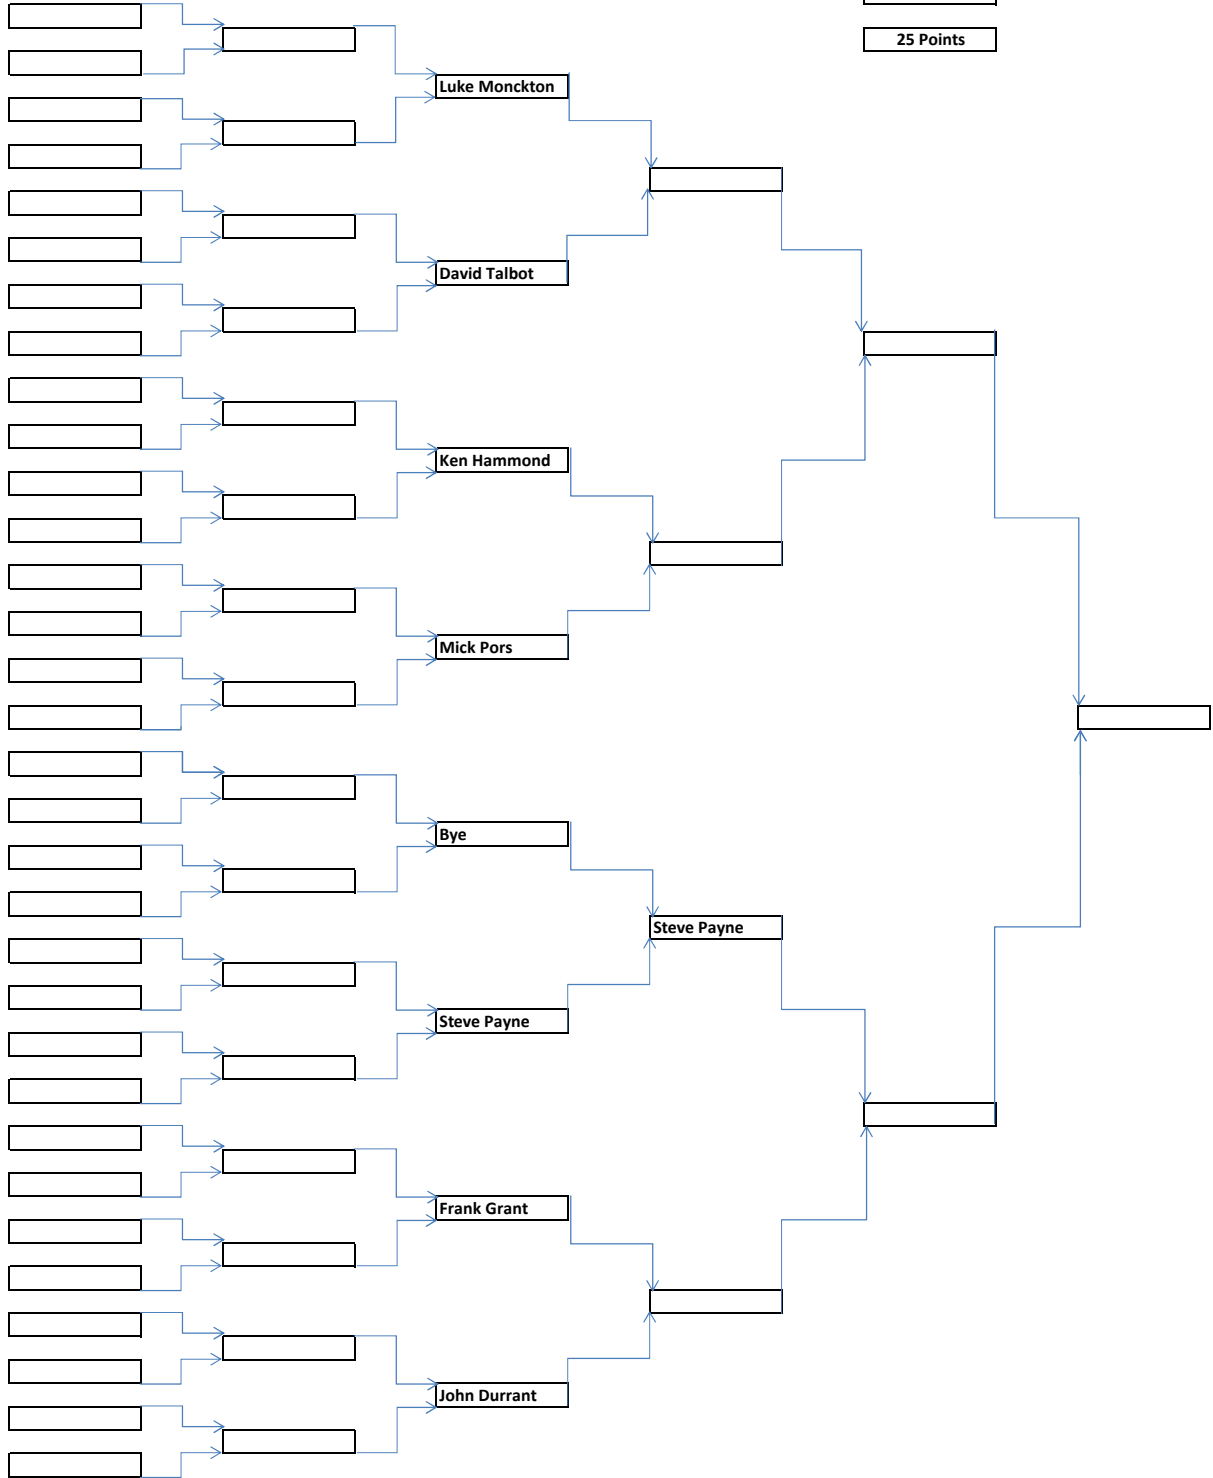 25 Points
Luke Monckton
David Talbot
Ken Hammond
Mick Pors
Bye
Steve Payne
Steve Payne
Frank Grant
John Durrant